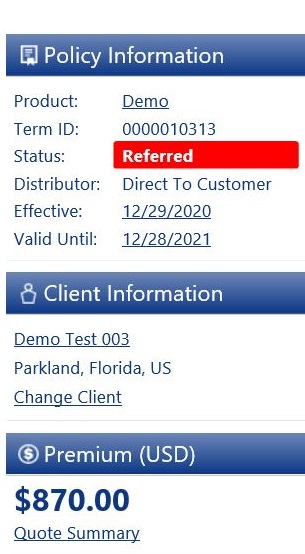 Policy Information
Product: Demo
Term ID: 0000010313
Status: Referred
Distributor: Direct To Customer
Effective: 12/29/2020
Valid Until: 12/28/2021
Client Information
Demo Test 003
Parkland, Florida, US
Change Client
Premium (USD)
$870.00
Quote Summary